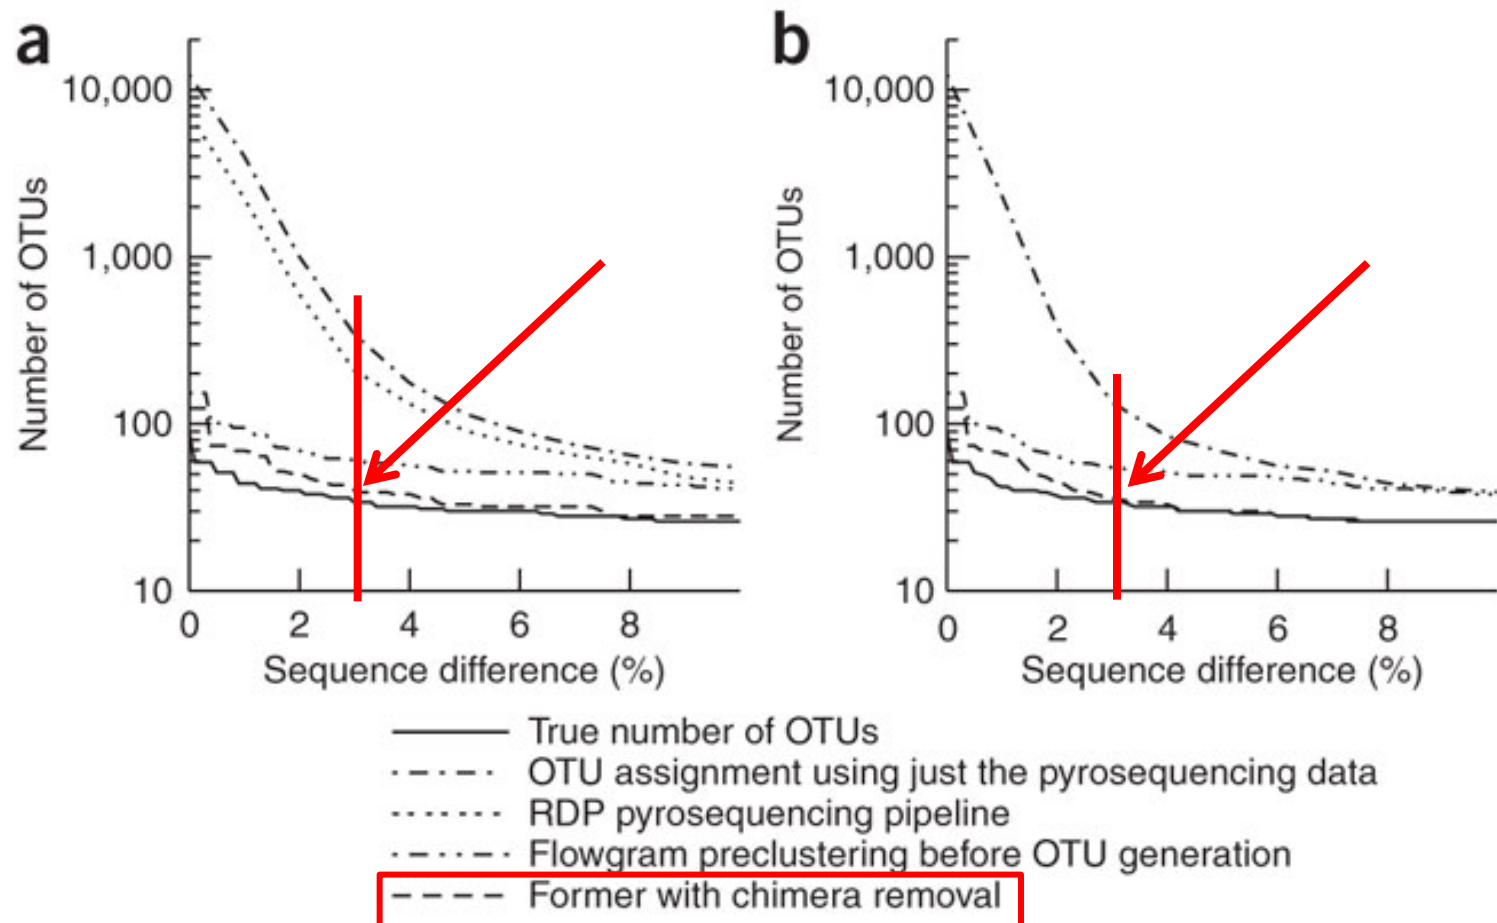 a
10,000
1,000
100
10
Number of OTUs
0 2 4 6 8
Sequence difference (%)
b
10,000
1,000
100
10
Number of OTUs
0 2 4 6 8
Sequence difference (%)
True number of OTUs
OTU assignment using just the pyrosequencing data
RDP pyrosequencing pipeline
Flowgram preclustering before OTU generation
Former with chimera removal